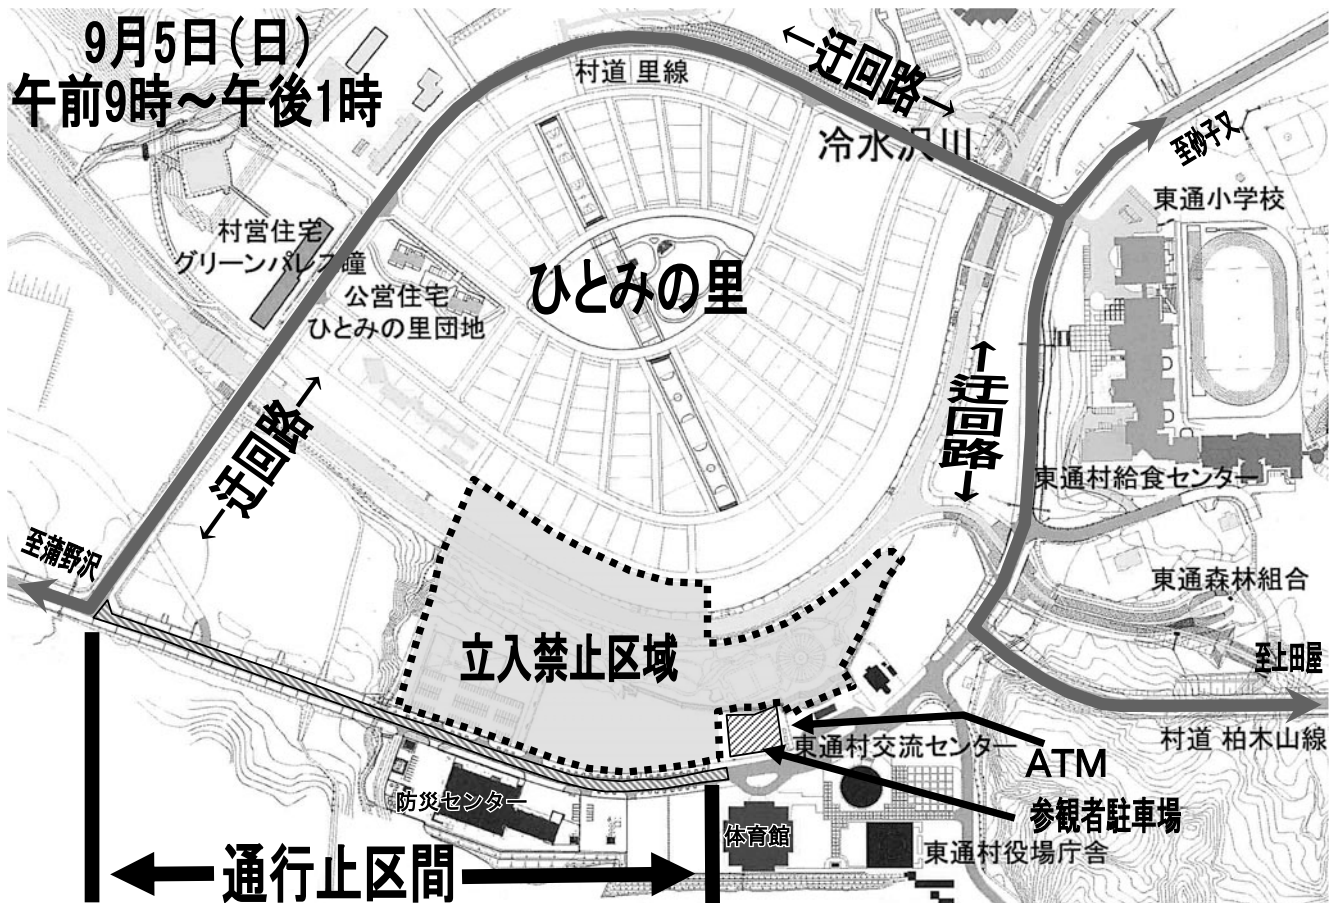 9月5日(日)
午前9時～午後1時
←迂回路→
村道 里線
冷水沢川
至砂子又
東通小学校
村営住宅
グリーンパレス瞳
公営住宅
ひとみの里団地
ひとみの里
←迂回路→
←迂回路→
東通村給食センター
至蒲野沢
東通森林組合
立入禁止区域
至上田屋
村道 柏木山線
東通村交流センター
ATM
防災センター
参観者駐車場
体育館
東通村役場庁舎
通行止区間